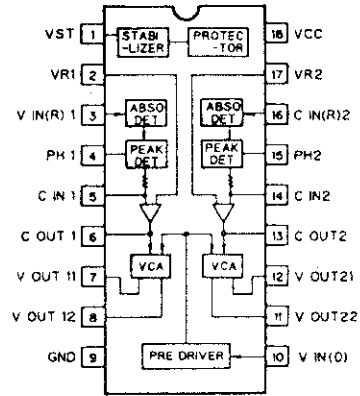 VST 1 STABI -LIZER PROTEC -TOR 18 VCC
VR1 2 17 VR2
V IN(R) 1 3 ABSO DET ABSO DET 16 C IN(R)2
PH 1 4 PEAK DET PEAK DET 15 PH2
C IN 1 5 14 C IN2
C OUT 1 6 13 C OUT2
V OUT 11 7 VCA VCA 12 V OUT21
V OUT 12 8 11 V OUT22
GND 9 PRE DRIVER 10 V IN(O)